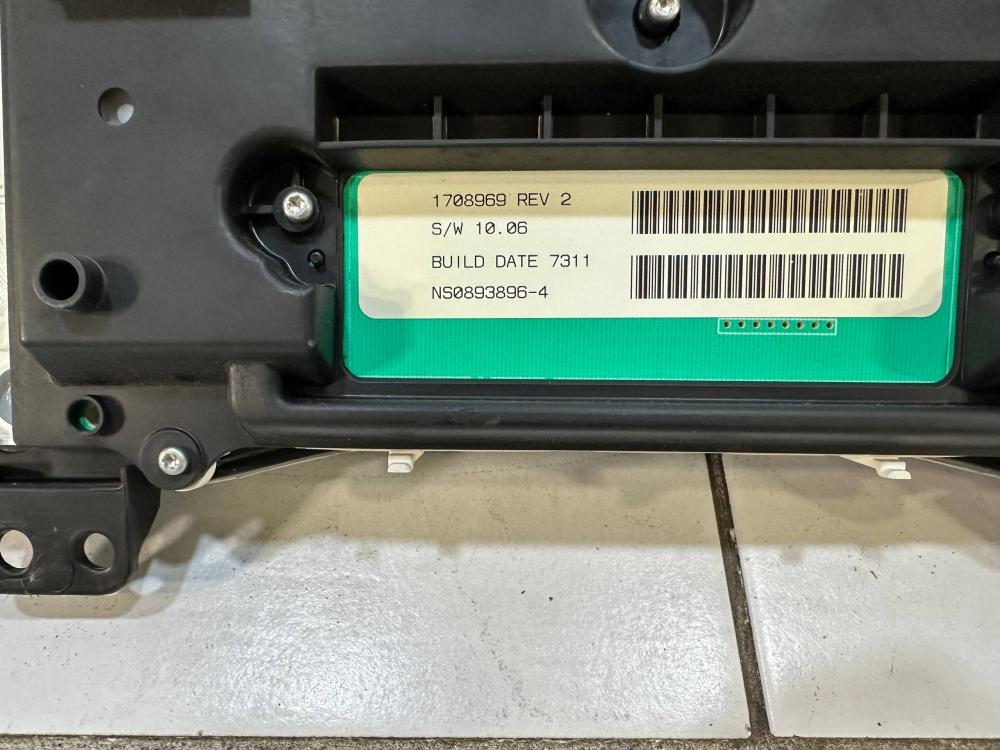 1708969 REV 2
S/W 10.06
BUILD DATE 7311
NS0893896-4